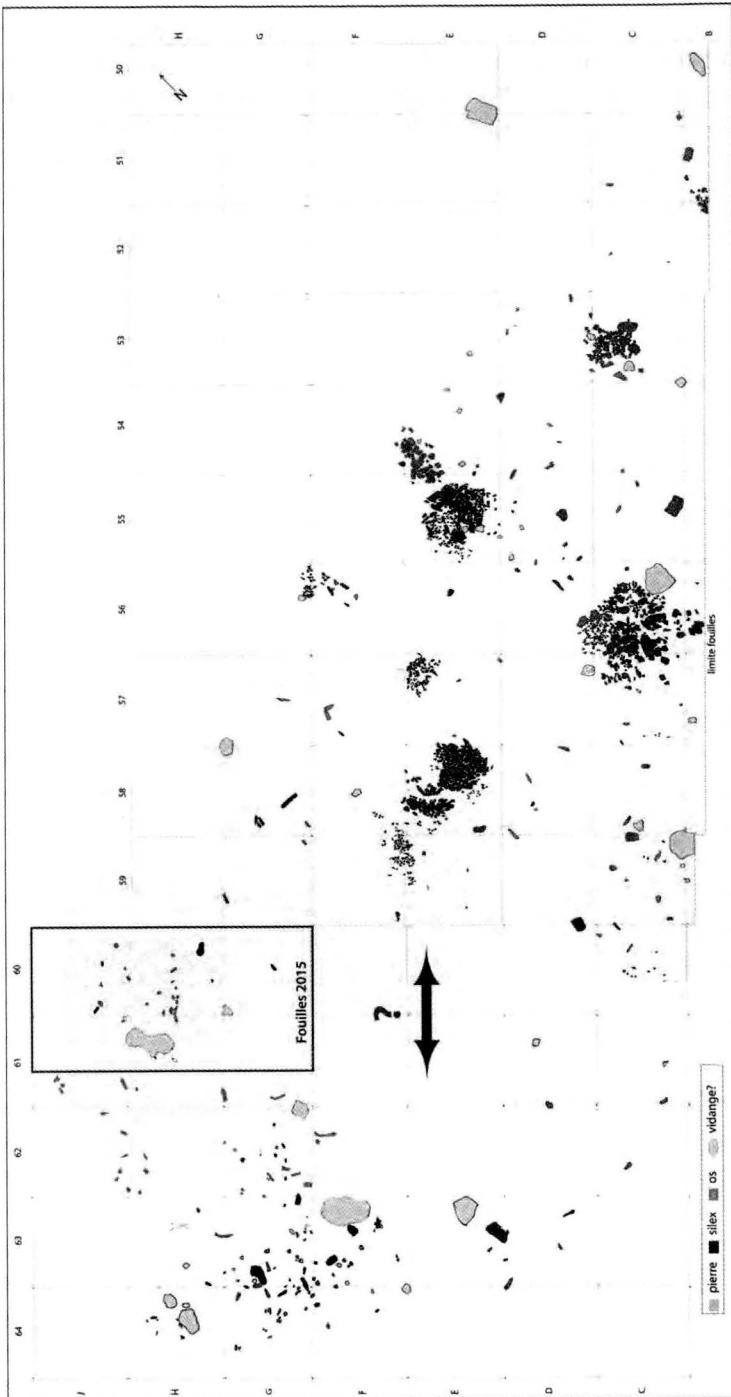 50
51
52
53
54
55
56
57
58
59
60
61
62
63
64
H
G
F
E
D
C
B
N
Fouilles 2015
?
limite fouilles
pierre silex os vidange?
J
H
G
F
E
D
C